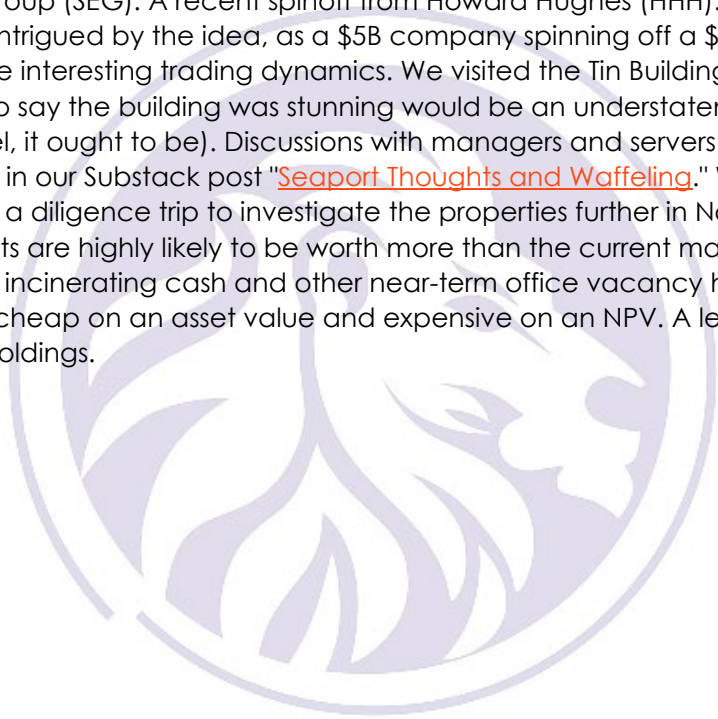 oup (SEG). A recent spinoff from Howard Hughes (HHH).
ntrigued by the idea, as a $5B company spinning off a $
e interesting trading dynamics. We visited the Tin Building
o say the building was stunning would be an understate
el, it ought to be). Discussions with managers and servers
in our Substack post "Seaport Thoughts and Waffeling."
a diligence trip to investigate the properties further in
ts are highly likely to be worth more than the current
incinerating cash and other near-term office vacancy
cheap on an asset value and expensive on an NPV. A
oldings.